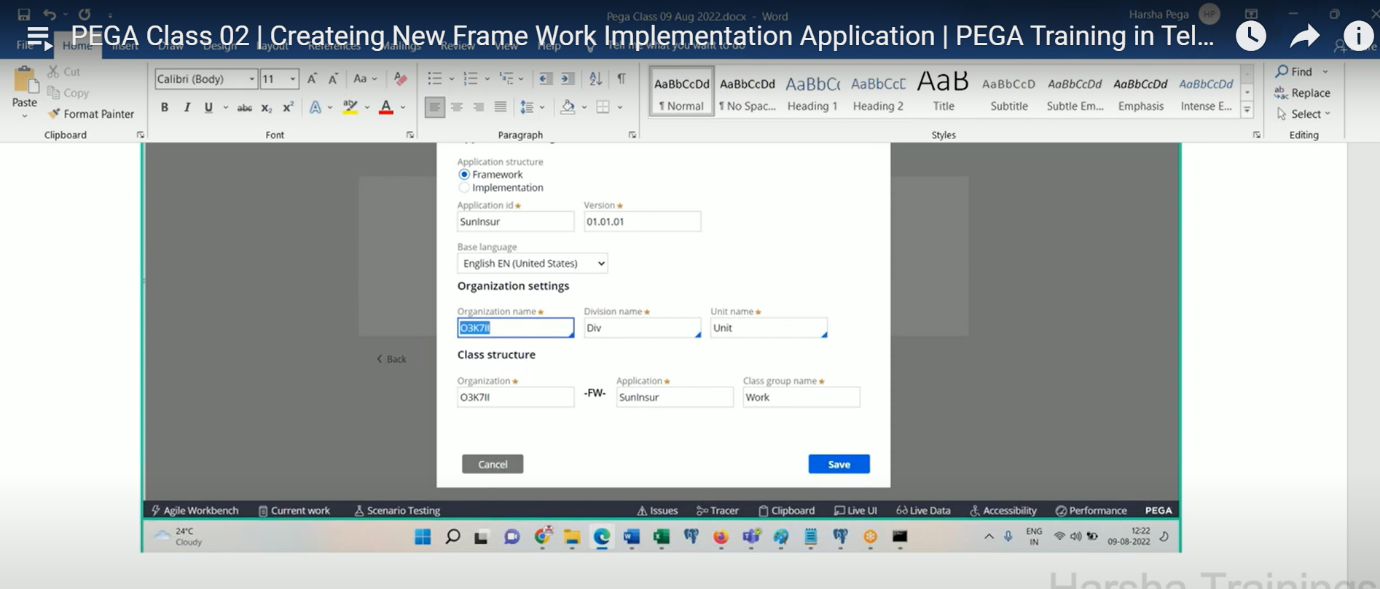 Pega Class 09 Aug 2022.docx - Word Harsha Pega HP
PEGA Class 02 | Createing New Frame Work Implementation Application | PEGA Training in Tel...
File Home Insert Draw Design Layout References Mailings Review View Help Tell me what you want to do
Paste
Cut
Copy
Format Painter
Clipboard
Calibri (Body) 11
Font
Paragraph
AaBbCcDd AaBbCcDd AaBbC( AaBbCcC AaB AaBbCcD AaBbCcDd AaBbCcDd AaBbCcDd
¶ Normal ¶ No Spac... Heading 1 Heading 2 Title Subtitle Subtle Em... Emphasis Intense E...
Styles
Find
Replace
Select
Editing
Application structure
Framework
Implementation
Application id★ Version★
SunInsur 01.01.01
Base language
English EN (United States)
Organization settings
Organization name★ Division name★ Unit name★
O3K7II Div Unit
< Back
Class structure
Organization★ Application★ Class group name★
O3K7II -FW- SunInsur Work
Cancel Save
Agile Workbench Current work Scenario Testing Issues Tracer Clipboard Live UI Live Data Accessibility Performance PEGA
24°C
Cloudy
ENG
IN
12:22
09-08-2022
Harsha Trainings